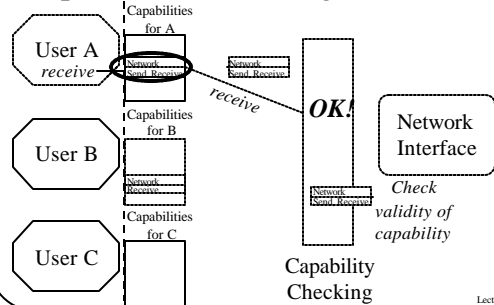 Capabilities
for A
User A
receive
Network
Send, Receive
Network
Send, Receive
receive
OK!
Network
Interface
Capabilities
for B
User B
Network
Receive
Network
Send, Receive
Check
validity of
capability
Capabilities
for C
User C
Capability
Checking
Lect